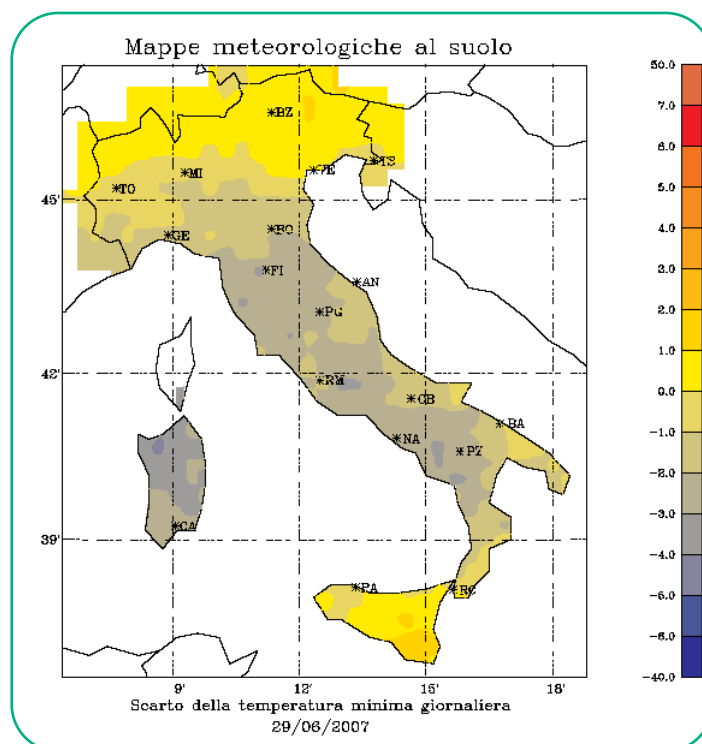 Mappe meteorologiche al suolo
50.0
7.0
6.0
5.0
4.0
3.0
2.0
1.0
0.0
-1.0
-2.0
-3.0
-4.0
-5.0
-6.0
-40.0
*BZ
*TS
*VE
*MI
*TO
45'
*BO
*GE
*FI
*AN
*PG
42'
*RM
*CB
*BA
*NA
*PZ
*CA
39'
*PA
*RC
9'
12'
15'
18'
Scarto della temperatura minima giornaliera
29/06/2007